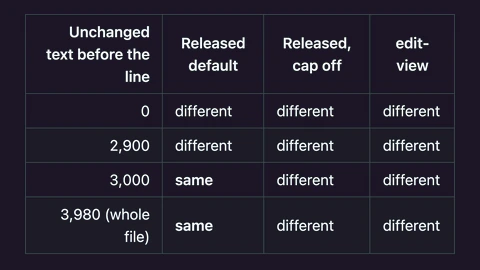 Unchanged
text before the
line
Released
default
Released,
cap off
edit-
view
0 different different different
2,900 different different different
3,000 same different different
3,980 (whole
file)
same different different